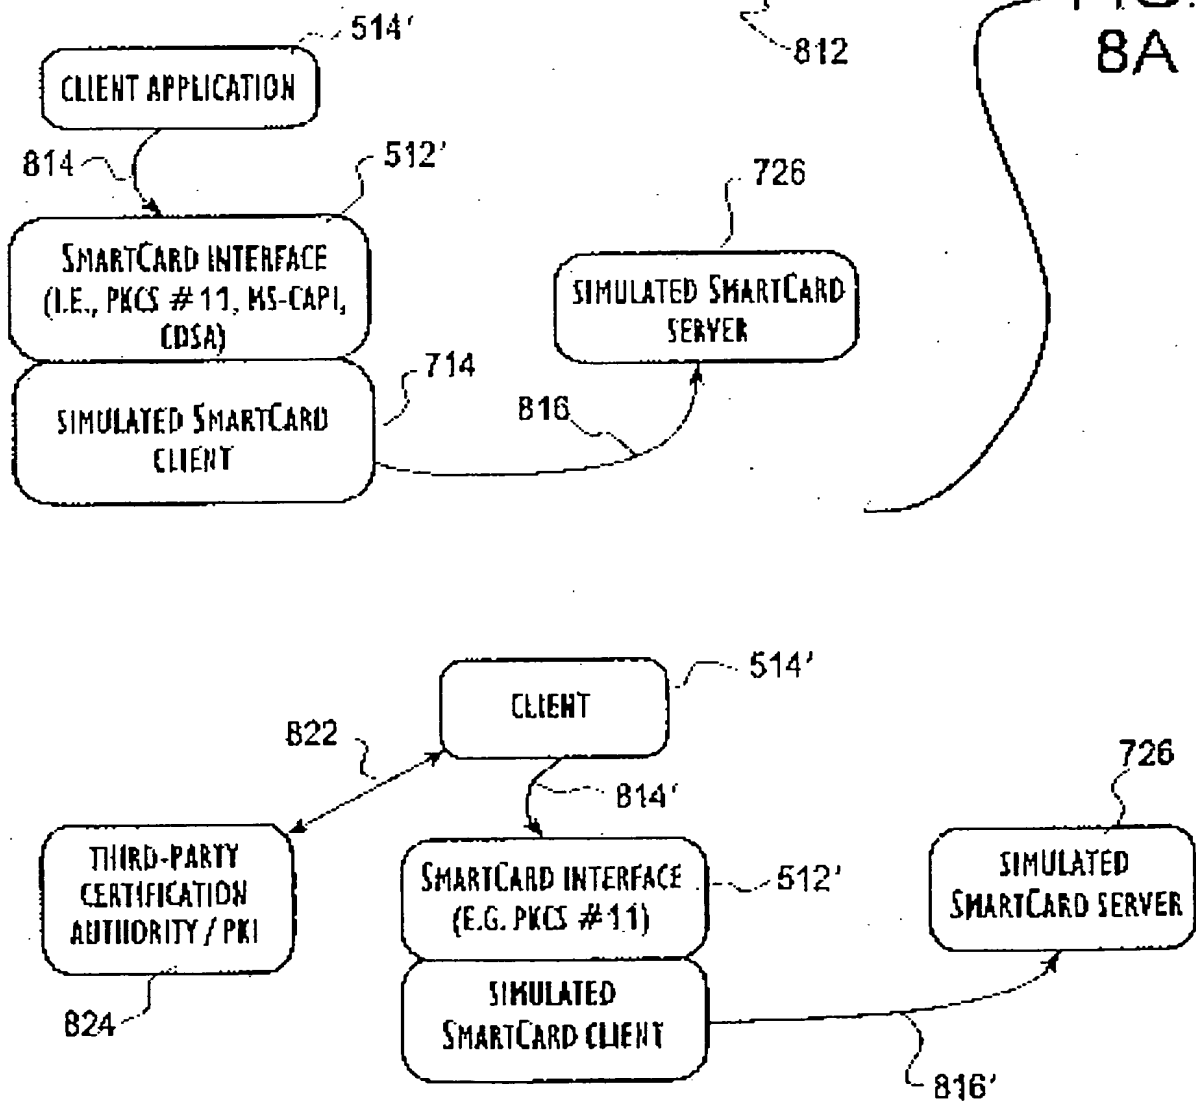 FIG.
8A
812
514'
CLIENT APPLICATION
814
512'
SMARTCARD INTERFACE
(I.E., PKCS #11, MS-CAPI,
CDSA)
726
SIMULATED SMARTCARD
SERVER
714
SIMULATED SMARTCARD
CLIENT
816
514'
CLIENT
822
814'
726
THIRD-PARTY
CERTIFICATION
AUTHORITY / PKI
824
SMARTCARD INTERFACE
(E.G. PKCS #11)
512'
SIMULATED
SMARTCARD SERVER
SIMULATED
SMARTCARD CLIENT
816'